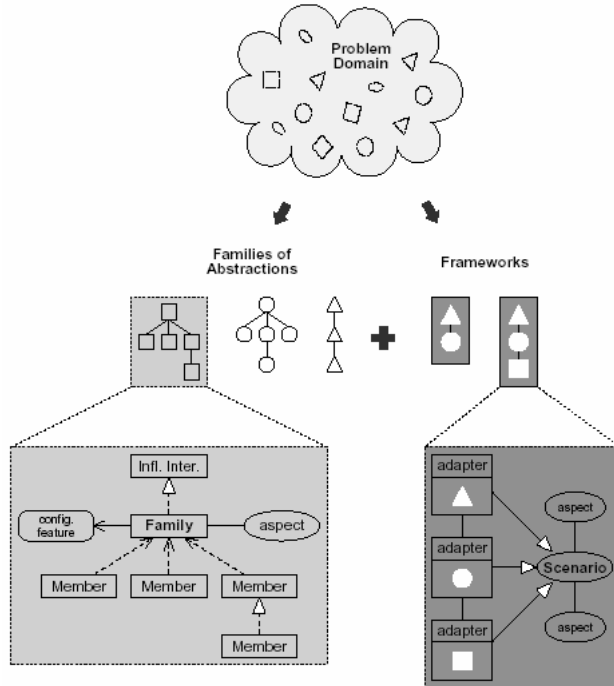 Problem
Domain
Families of
Abstractions
Frameworks
Infl. Inter.
config.
feature
Family
aspect
Member
Member
Member
Member
adapter
adapter
adapter
aspect
Scenario
aspect